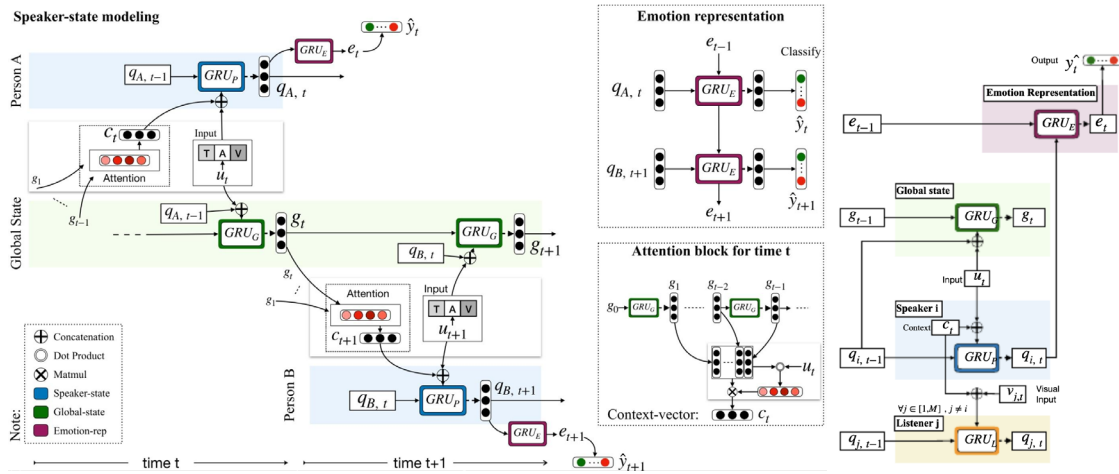 Speaker-state modeling
Person A
q_{A, t−1}
GRU_P
GRU_E
e_t
ŷ_t
q_{A, t}
c_t
Attention
g_1
g_{t−1}
Input
T A V
u_t
Global State
q_{A, t−1}
GRU_G
g_t
q_{B, t}
GRU_G
g_{t+1}
g_t
g_1
Attention
c_{t+1}
Input
T A V
u_{t+1}
Person B
q_{B, t}
GRU_P
q_{B, t+1}
GRU_E
e_{t+1}
ŷ_{t+1}
Note:
Concatenation
Dot Product
Matmul
Speaker-state
Global-state
Emotion-rep
time t
time t+1
Emotion representation
e_{t−1}
Classify
q_{A, t}
GRU_E
ŷ_t
q_{B, t+1}
GRU_E
ŷ_{t+1}
e_{t+1}
Attention block for time t
g_0
GRU_G
g_1
g_{t−2}
GRU_G
g_{t−1}
u_t
Context-vector:
c_t
Output
ŷ_t
Emotion Representation
e_{t−1}
GRU_E
e_t
Global state
g_{t−1}
GRU_G
g_t
Input
u_t
Speaker i
Context
c_t
q_{i, t−1}
GRU_P
q_{i, t}
v_{j,t}
Visual
Input
∀j ∈ [1,M] , j ≠ i
Listener j
q_{j, t−1}
GRU_L
q_{j, t}